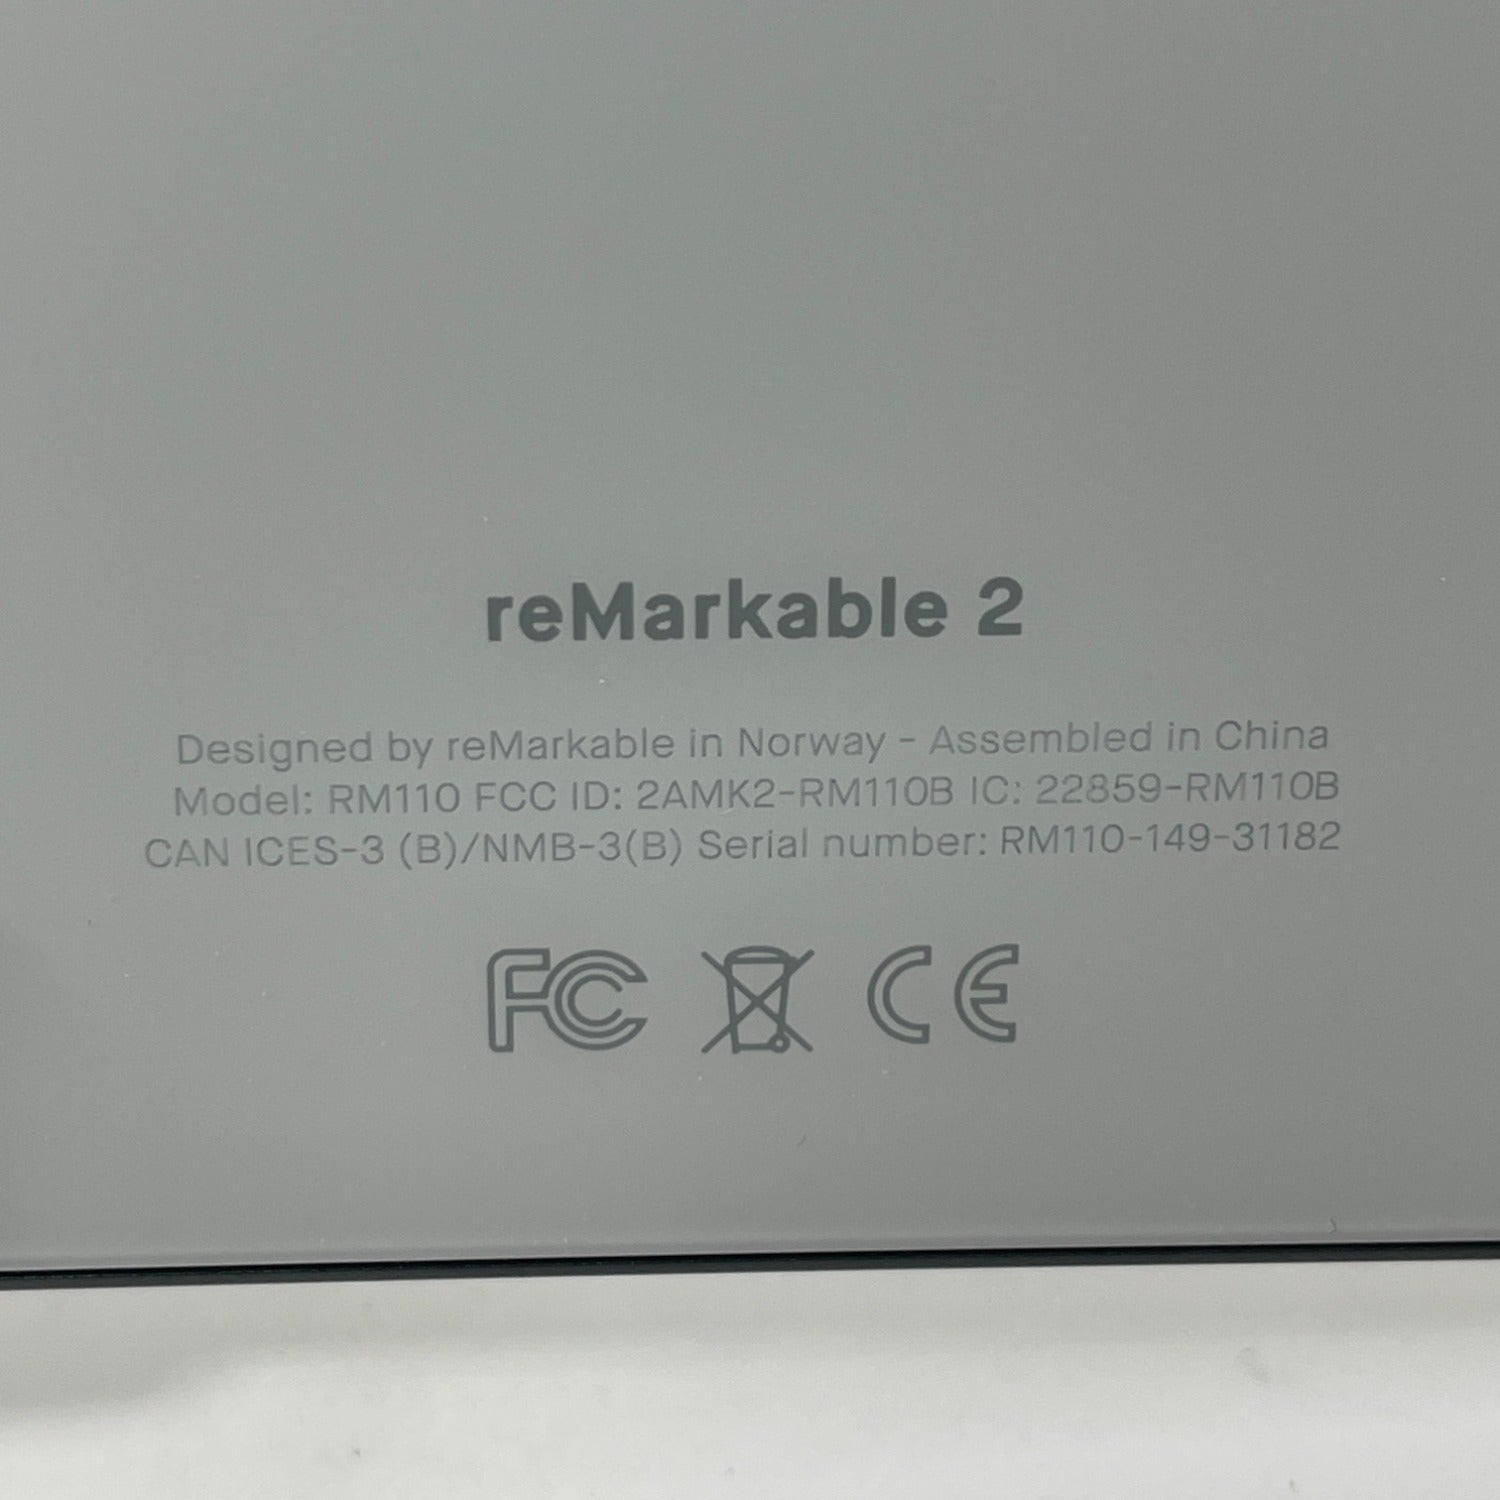 reMarkable 2
Designed by reMarkable in Norway - Assembled in China
Model: RM110 FCC ID: 2AMK2-RM110B IC: 22859-RM110B
CAN ICES-3 (B)/NMB-3(B) Serial number: RM110-149-31182
FC CE